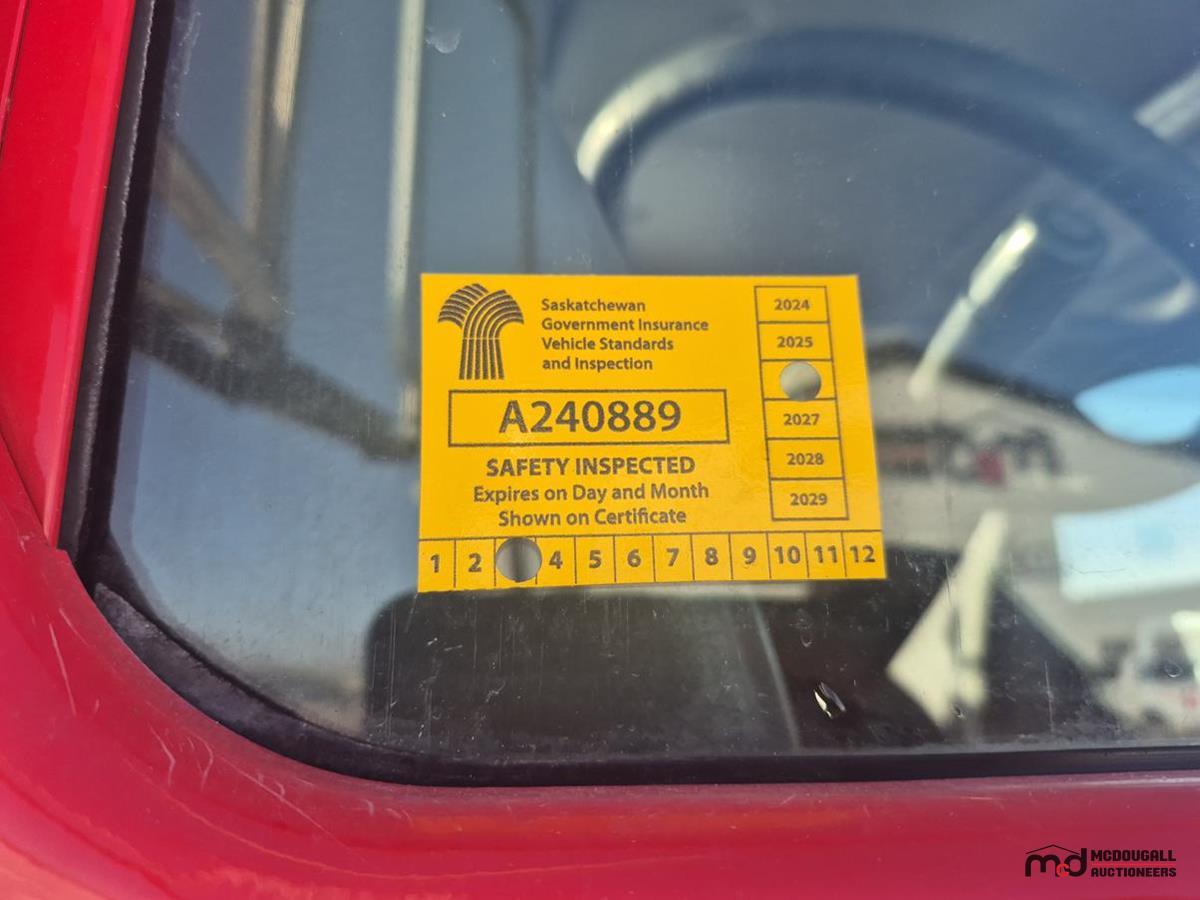 Saskatchewan
Government Insurance
Vehicle Standards
and Inspection
A240889
SAFETY INSPECTED
Expires on Day and Month
Shown on Certificate
2024
2025
2027
2028
2029
1 2 4 5 6 7 8 9 10 11 12
mcd MCDOUGALL
AUCTIONEERS